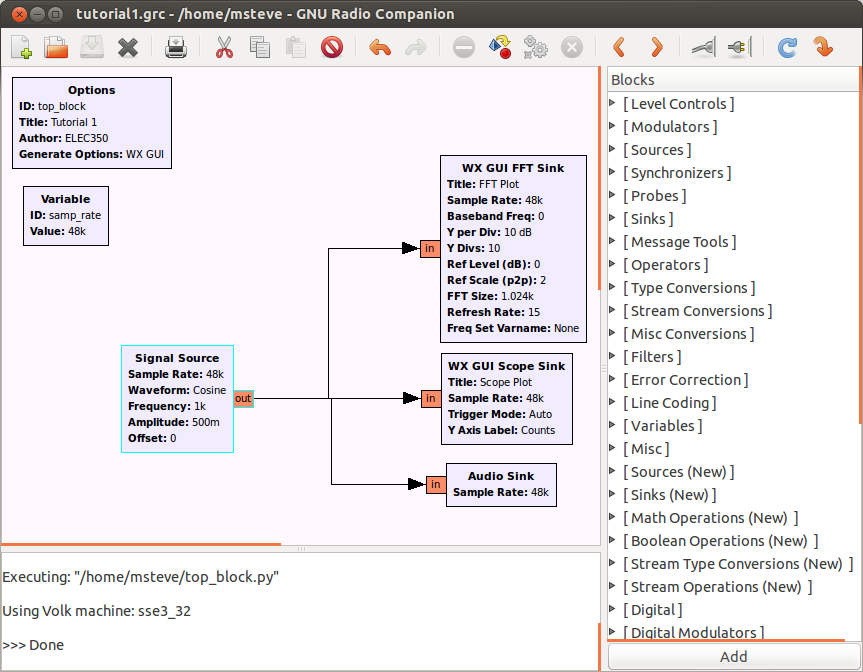 tutorial1.grc - /home/msteve - GNU Radio Companion
Options
ID: top_block
Title: Tutorial 1
Author: ELEC350
Generate Options: WX GUI
Variable
ID: samp_rate
Value: 48k
Signal Source
Sample Rate: 48k
Waveform: Cosine
Frequency: 1k
Amplitude: 500m
Offset: 0
out
in
WX GUI FFT Sink
Title: FFT Plot
Sample Rate: 48k
Baseband Freq: 0
Y per Div: 10 dB
Y Divs: 10
Ref Level (dB): 0
Ref Scale (p2p): 2
FFT Size: 1.024k
Refresh Rate: 15
Freq Set Varname: None
in
WX GUI Scope Sink
Title: Scope Plot
Sample Rate: 48k
Trigger Mode: Auto
Y Axis Label: Counts
in
Audio Sink
Sample Rate: 48k
Executing: "/home/msteve/top_block.py"
Using Volk machine: sse3_32
>>> Done
Blocks
[ Level Controls ]
[ Modulators ]
[ Sources ]
[ Synchronizers ]
[ Probes ]
[ Sinks ]
[ Message Tools ]
[ Operators ]
[ Type Conversions ]
[ Stream Conversions ]
[ Misc Conversions ]
[ Filters ]
[ Error Correction ]
[ Line Coding ]
[ Variables ]
[ Misc ]
[ Sources (New) ]
[ Sinks (New) ]
[ Math Operations (New) ]
[ Boolean Operations (New) ]
[ Stream Type Conversions (New) ]
[ Stream Operations (New) ]
[ Digital ]
[ Digital Modulators ]
Add